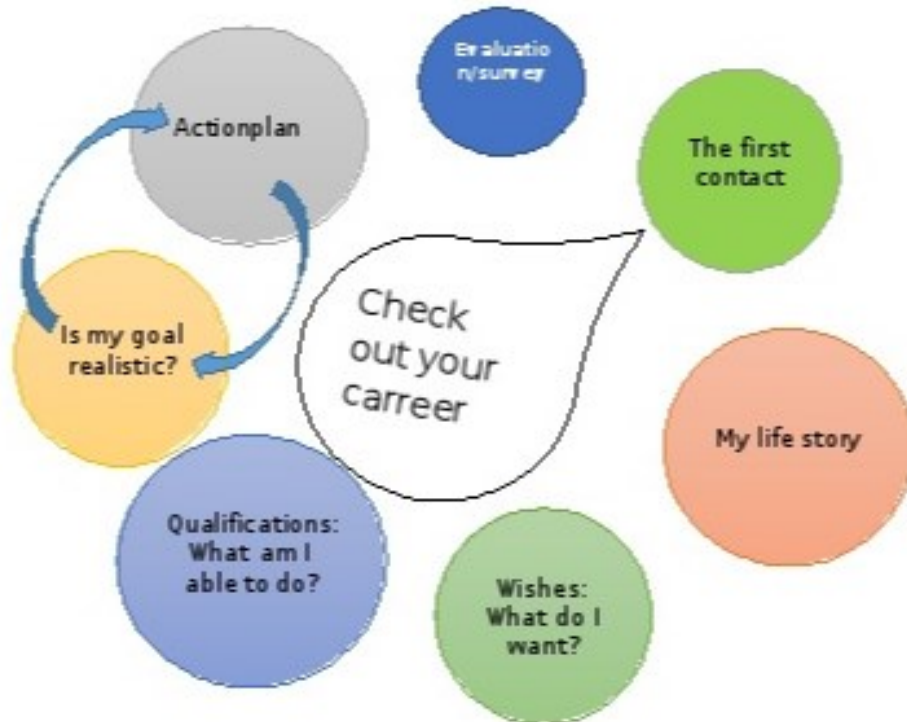 Evaluatio
n/survey
Actionplan
The first
contact
Is my goal
realistic?
Check
out your
carreer
My life story
Qualifications:
What am I
able to do?
Wishes:
What do I
want?